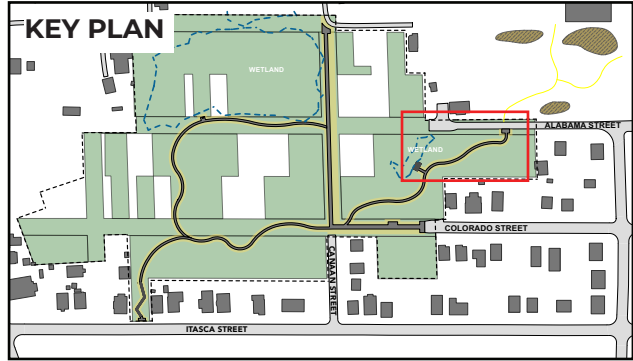 KEY PLAN
WETLAND
ALABAMA STREET
WETLAND
COLORADO STREET
CANAAN STREET
ITASCA STREET